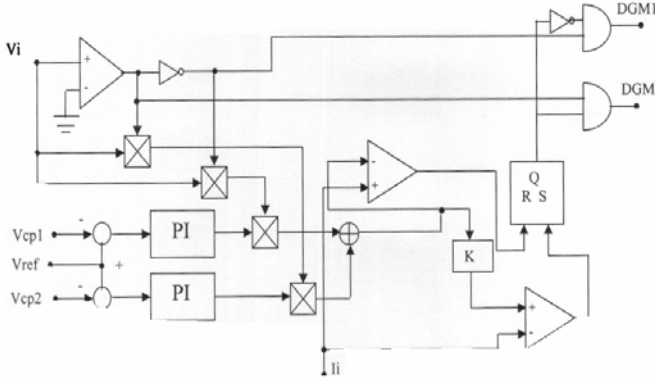 DGM1
Vi
+
-
DGM
-
+
Q
R S
Vcp1
-
PI
Vref
+
K
Vcp2
-
PI
+
-
Ii